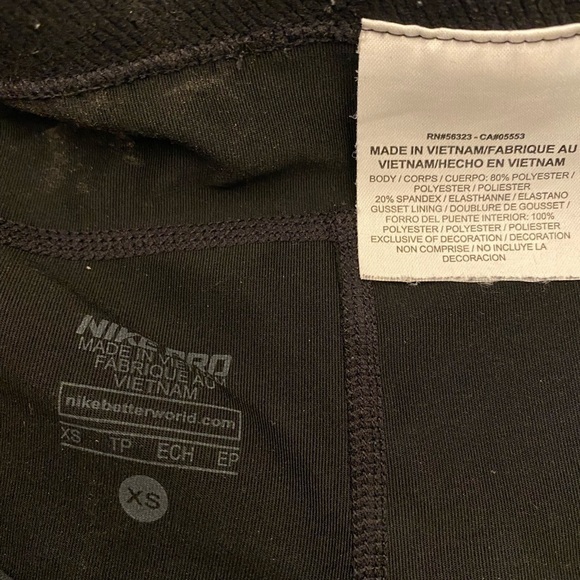 RN#56323 - CA#05553
MADE IN VIETNAM/FABRIQUE AU
VIETNAM/HECHO EN VIETNAM
BODY / CORPS / CUERPO: 80% POLYESTER /
POLYESTER / POLIESTER
20% SPANDEX / ELASTHANNE / ELASTANO
GUSSET LINING / DOUBLURE DE GOUSSET /
FORRO DEL PUENTE INTERIOR: 100%
POLYESTER / POLYESTER / POLIESTER
EXCLUSIVE OF DECORATION / DECORATION
NON COMPRISE / NO INCLUYE LA
DECORACION
NIKE PRO
MADE IN
FABRIQUE AU
VIETNAM
nikebetterworld.com
XS TP ECH EP
XS